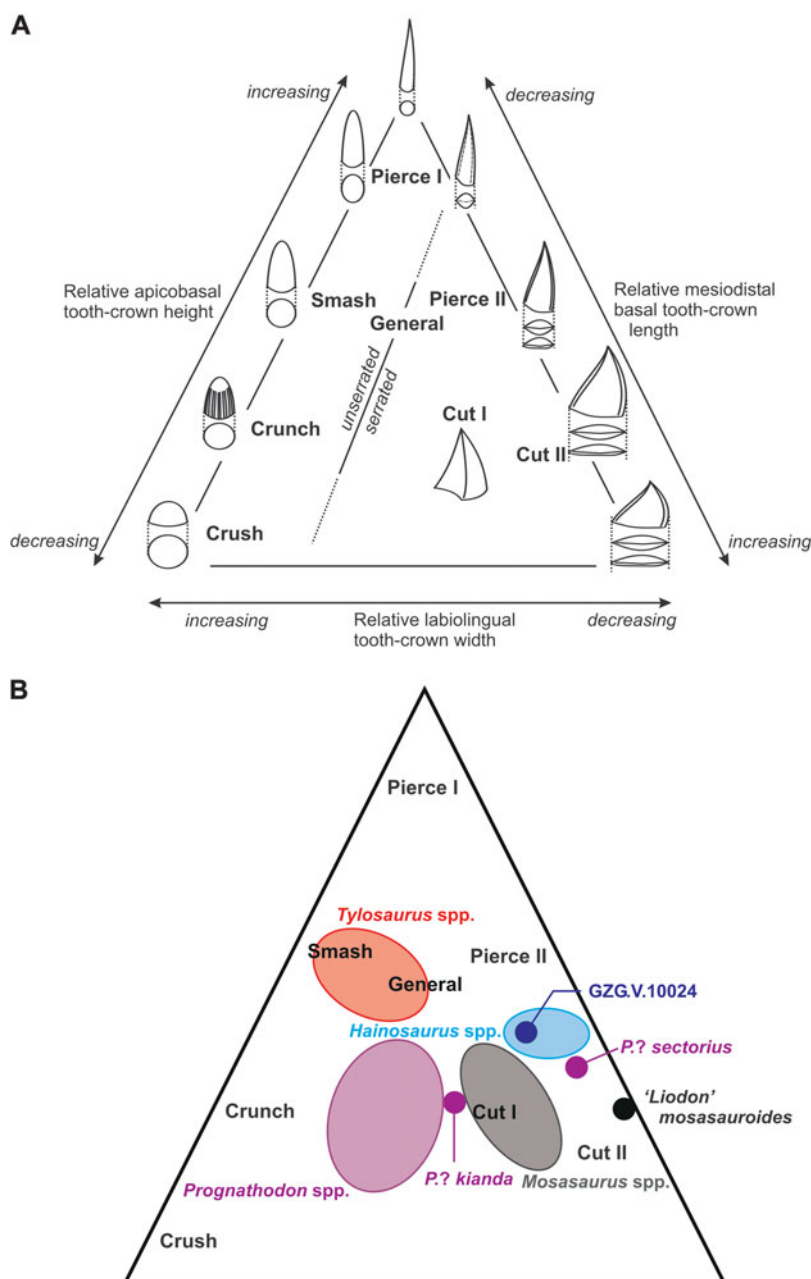 A
increasing
decreasing
Pierce I
Relative apicobasal
tooth-crown height
Smash
Pierce II
General
Relative mesiodistal
basal tooth-crown
length
unserrated
serrated
Crunch
Cut I
Cut II
Crush
decreasing
increasing
increasing
Relative labiolingual
tooth-crown width
decreasing
B
Pierce I
Tylosaurus spp.
Smash
General
Pierce II
GZG.V.10024
Hainosaurus spp.
P.? sectorius
'Liodon'
mosasauroides
Crunch
Cut I
Cut II
Prognathodon spp.
P.? kianda
Mosasaurus spp.
Crush